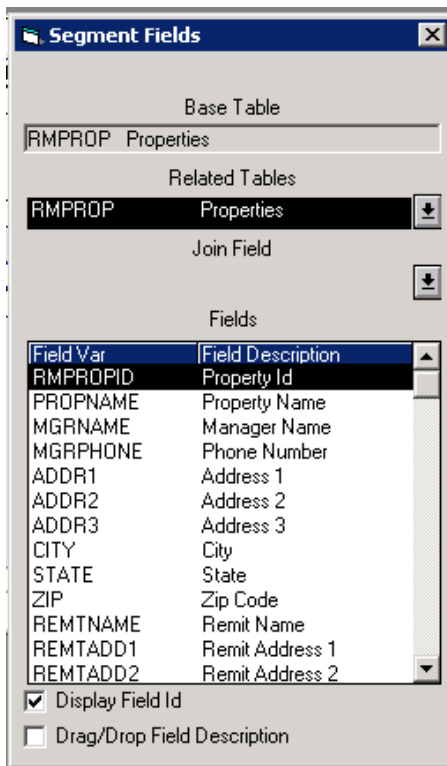 Segment Fields
Base Table
RMPROP Properties
Related Tables
RMPROP Properties
Join Field
Fields
Field Var Field Description
RMPROPID Property Id
PROPNAME Property Name
MGRNAME Manager Name
MGRPHONE Phone Number
ADDR1 Address 1
ADDR2 Address 2
ADDR3 Address 3
CITY City
STATE State
ZIP Zip Code
REMTNAME Remit Name
REMTADD1 Remit Address 1
REMTADD2 Remit Address 2
Display Field Id
Drag/Drop Field Description